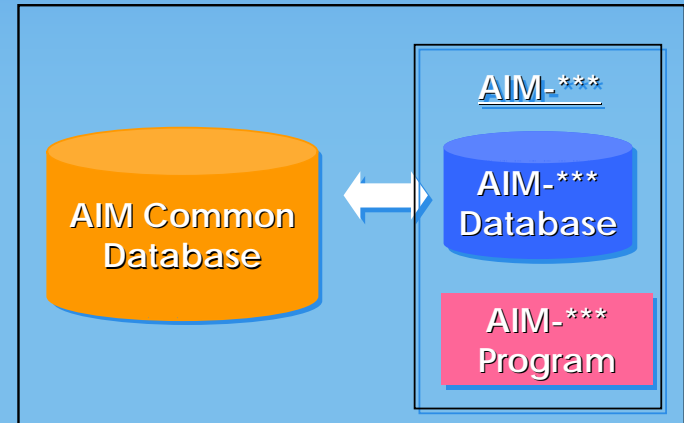 AIM-***
AIM Common
Database
AIM-***
Database
AIM-***
Program